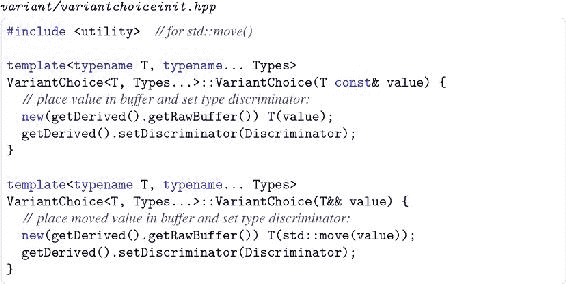 variant/variantchoiceinit.hpp
#include <utility> // for std::move()
template<typename T, typename... Types>
VariantChoice<T, Types...>::VariantChoice(T const& value) {
// place value in buffer and set type discriminator:
new(getDerived().getRawBuffer()) T(value);
getDerived().setDiscriminator(Discriminator);
}
template<typename T, typename... Types>
VariantChoice<T, Types...>::VariantChoice(T&& value) {
// place moved value in buffer and set type discriminator:
new(getDerived().getRawBuffer()) T(std::move(value));
getDerived().setDiscriminator(Discriminator);
}